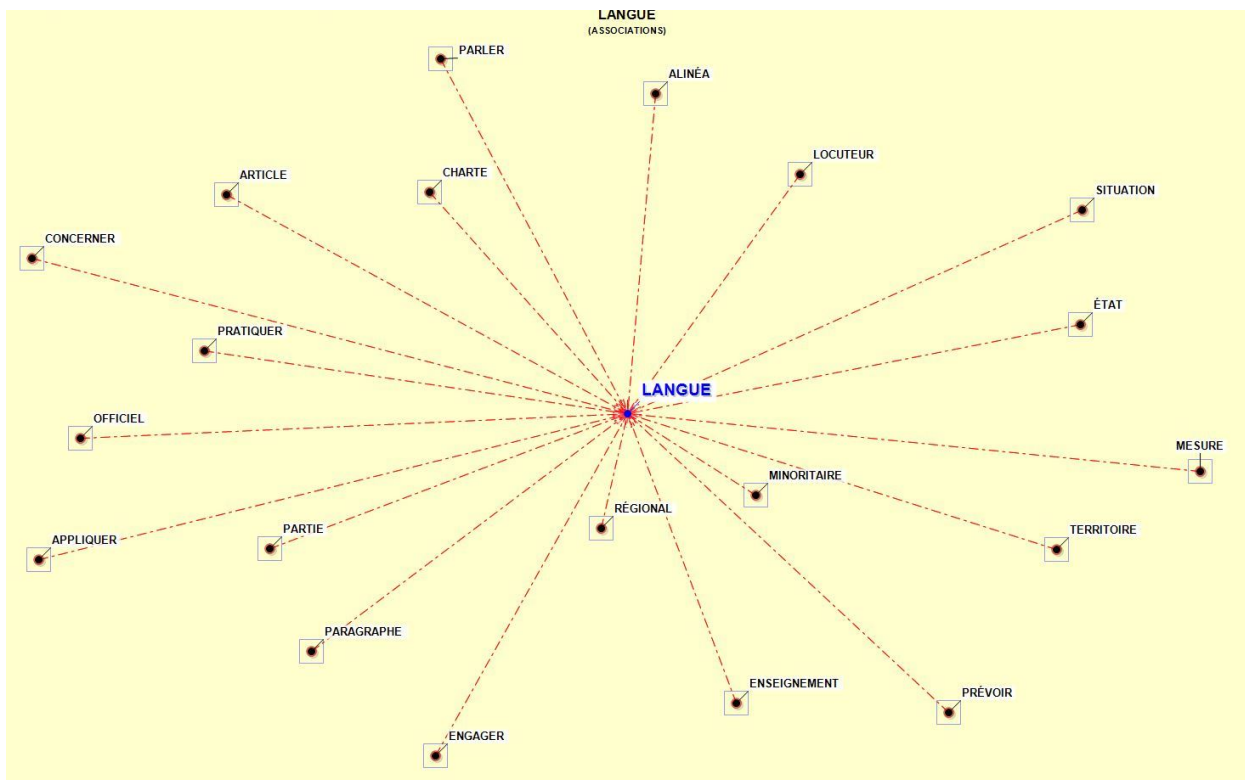 LANGUE
(ASSOCIATIONS)
PARLER
ALINÉA
LOCUTEUR
ARTICLE
CHARTE
SITUATION
CONCERNER
ÉTAT
PRATIQUER
LANGUE
OFFICIEL
MESURE
MINORITAIRE
RÉGIONAL
PARTIE
TERRITOIRE
APPLIQUER
PARAGRAPHE
ENSEIGNEMENT
PRÉVOIR
ENGAGER